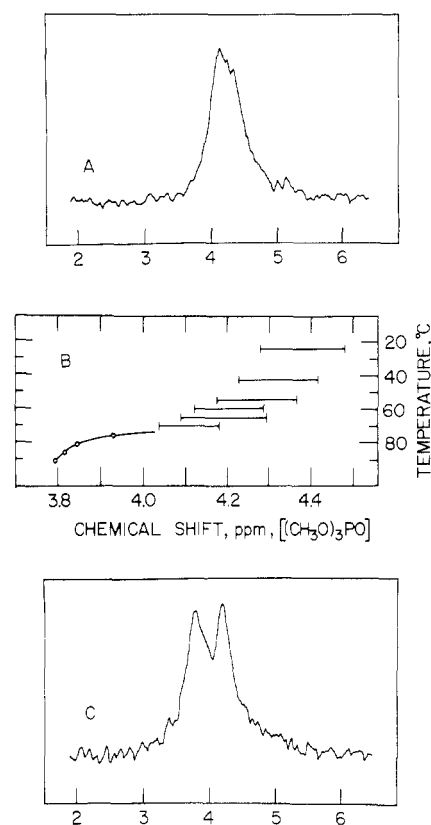 A
2 3 4 5 6
B
20
40
60
80
TEMPERATURE, °C
3.8 4.0 4.2 4.4
CHEMICAL SHIFT, ppm, [(CH₃O)₃PO]
C
2 3 4 5 6